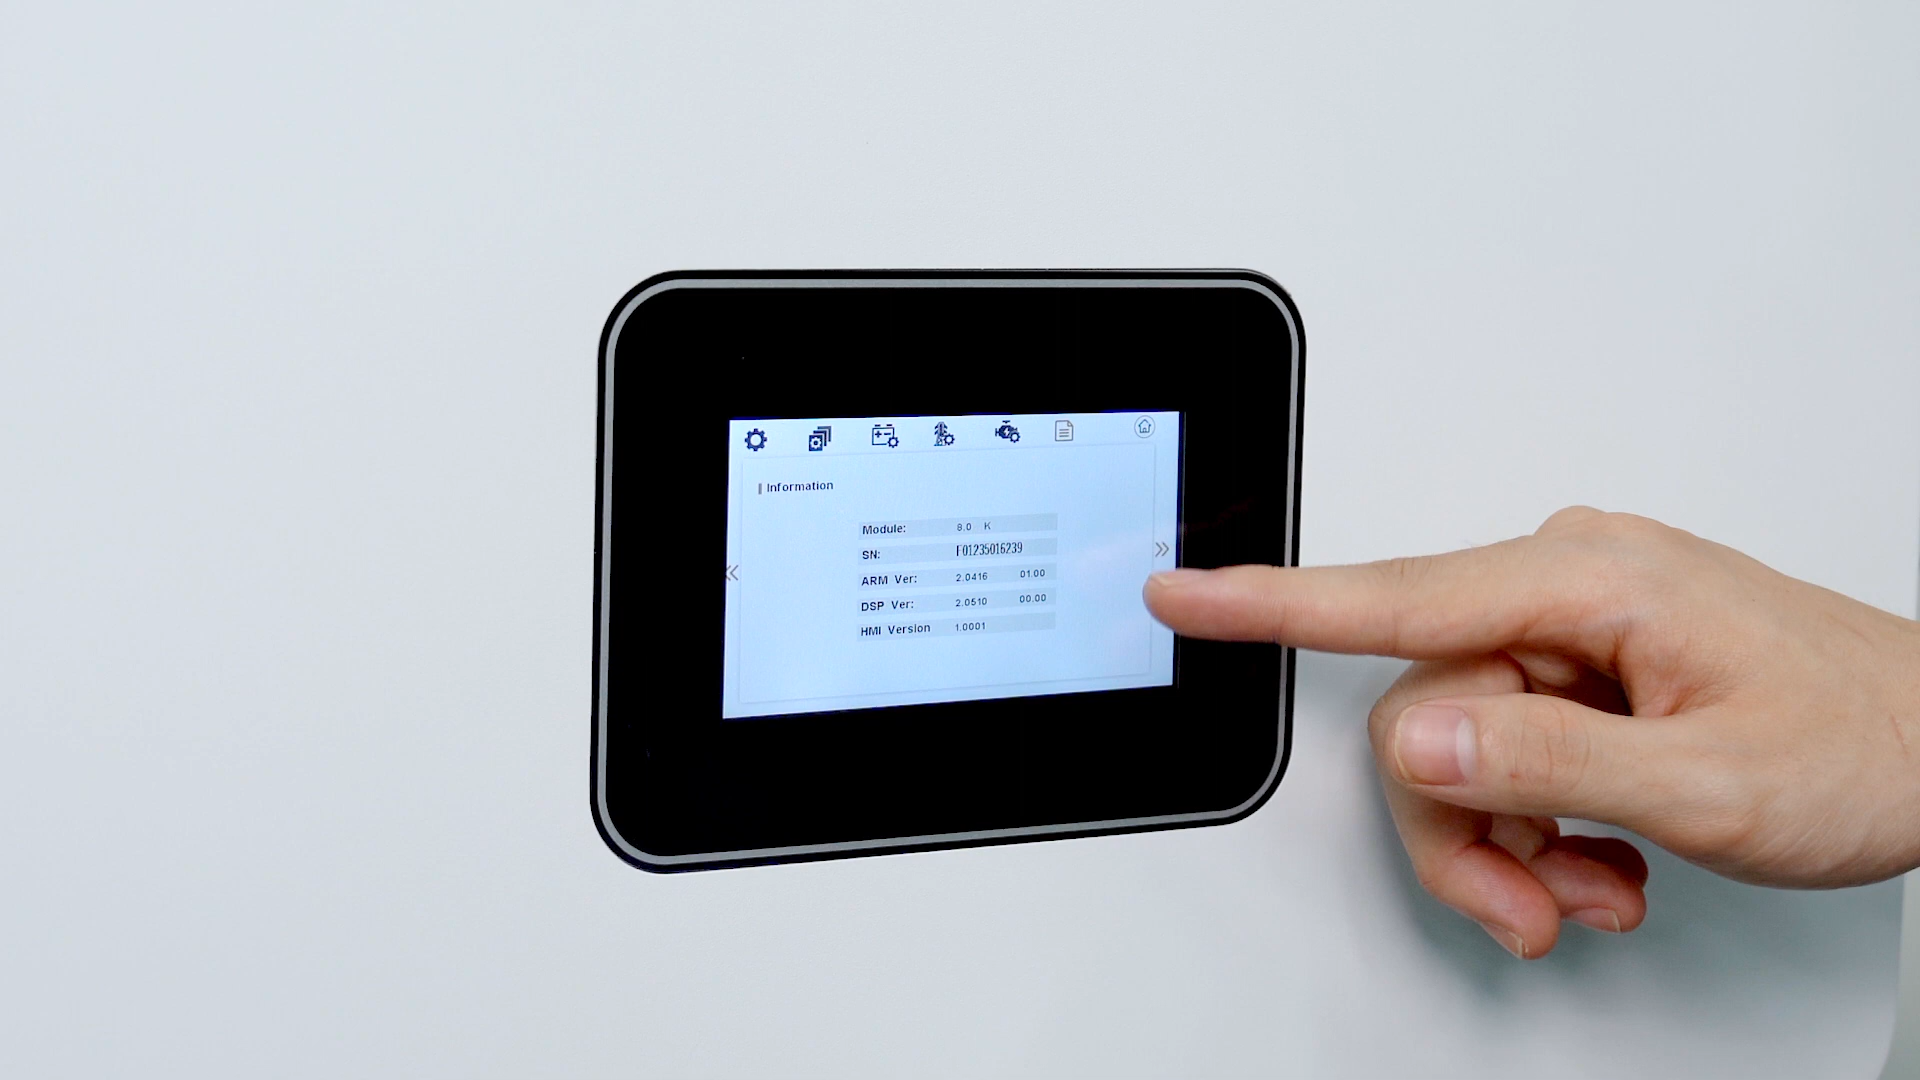 Information
Module: 8.0 K
SN: F01235016239
ARM Ver: 2.0416 01.00
DSP Ver: 2.0510 00.00
HMI Version 1.0001